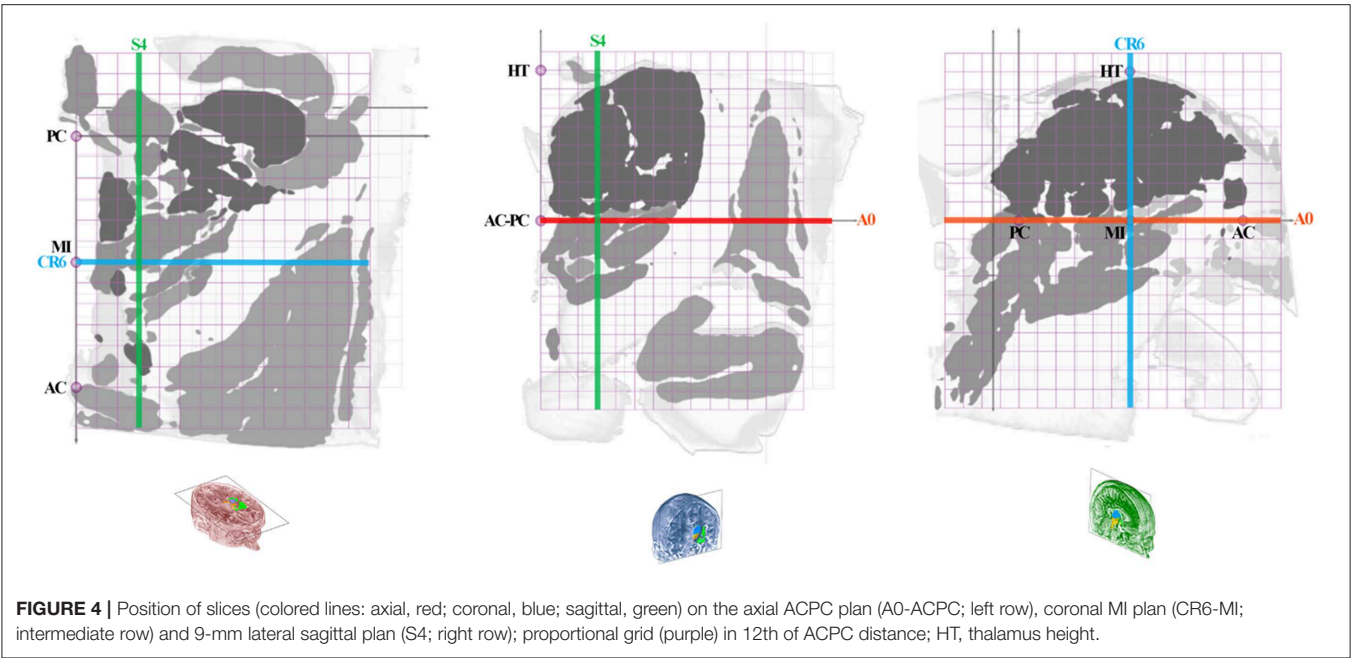 S4
PC
MI
CR6
AC
S4
HT
AC-PC
A0
CR6
HT
A0
PC
MI
AC
FIGURE 4 | Position of slices (colored lines: axial, red; coronal, blue; sagittal, green) on the axial ACPC plan (A0-ACPC; left row), coronal MI plan (CR6-MI;
intermediate row) and 9-mm lateral sagittal plan (S4; right row); proportional grid (purple) in 12th of ACPC distance; HT, thalamus height.